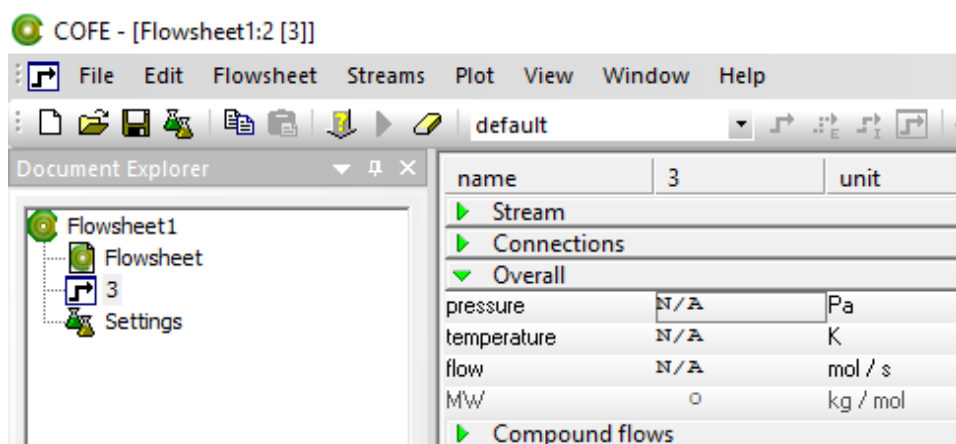 COFE - [Flowsheet1:2 [3]]
File Edit Flowsheet Streams Plot View Window Help
default
Document Explorer
Flowsheet1
Flowsheet
3
Settings
name 3 unit
Stream
Connections
Overall
pressure N/A Pa
temperature N/A K
flow N/A mol / s
MW 0 kg / mol
Compound flows